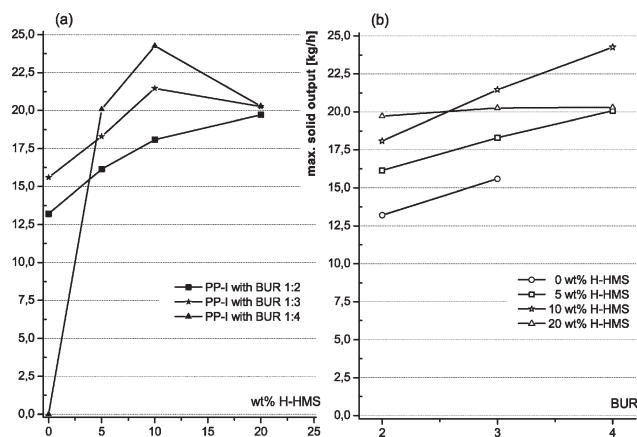 (a)
25,0
22,5
20,0
17,5
15,0
12,5
10,0
7,5
5,0
2,5
0,0
0 5 10 15 20 25
wt% H-HMS
PP-I with BUR 1:2
PP-I with BUR 1:3
PP-I with BUR 1:4
(b)
max. solid output [kg/h]
25,0
22,5
20,0
17,5
15,0
12,5
10,0
7,5
5,0
2,5
0,0
2 3 4
BUR
0 wt% H-HMS
5 wt% H-HMS
10 wt% H-HMS
20 wt% H-HMS